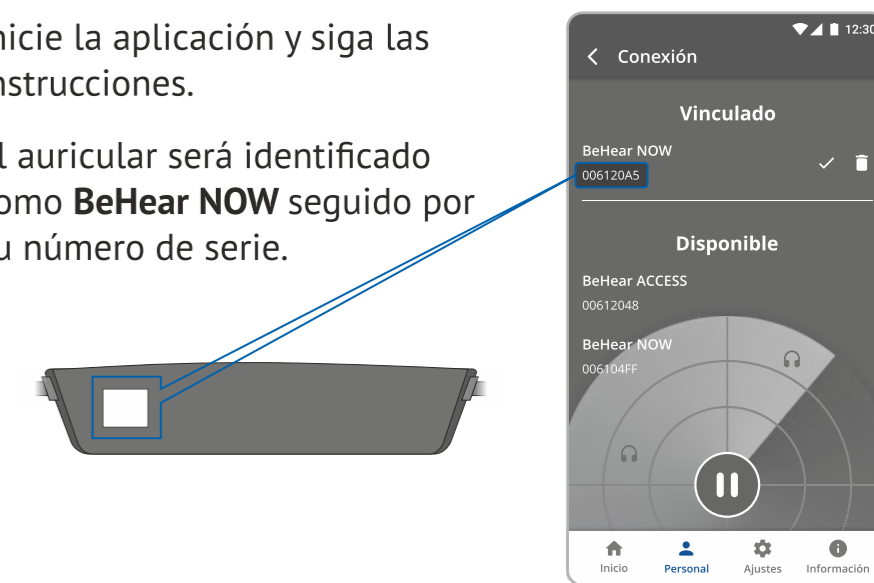 nicie la aplicación y siga las
nstrucciones.
l auricular será identificado
omo BeHear NOW seguido por
u número de serie.
12:30
Conexión
Vinculado
BeHear NOW
006120A5
Disponible
BeHear ACCESS
00612048
BeHear NOW
006104FF
Inicio
Personal
Ajustes
Información